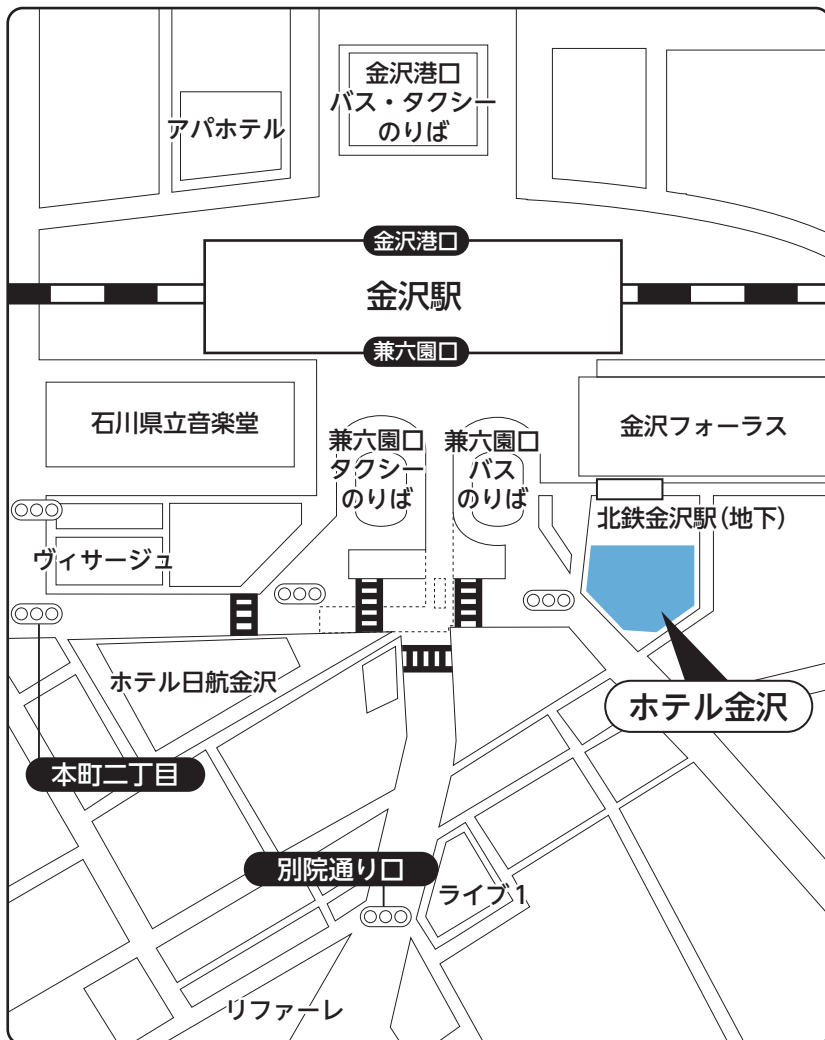 金沢港口
バス・タクシー
のりば
アパホテル
金沢港口
金沢駅
兼六園口
石川県立音楽堂
兼六園口
タクシー
のりば
兼六園口
バス
のりば
金沢フォーラス
北鉄金沢駅(地下)
ヴィサージュ
ホテル日航金沢
ホテル金沢
本町二丁目
別院通り口
ライブ1
リファーレ